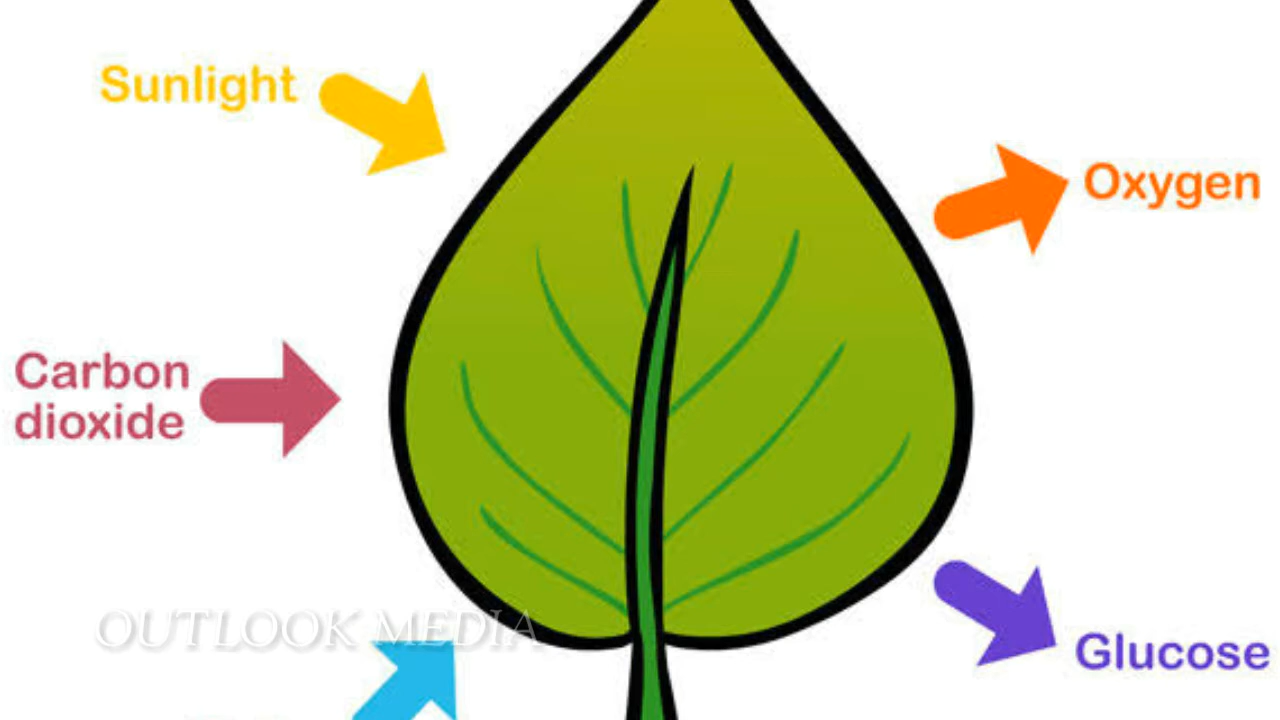 Sunlight
Oxygen
Carbon
dioxide
OUTLOOK MEDIA
Glucose